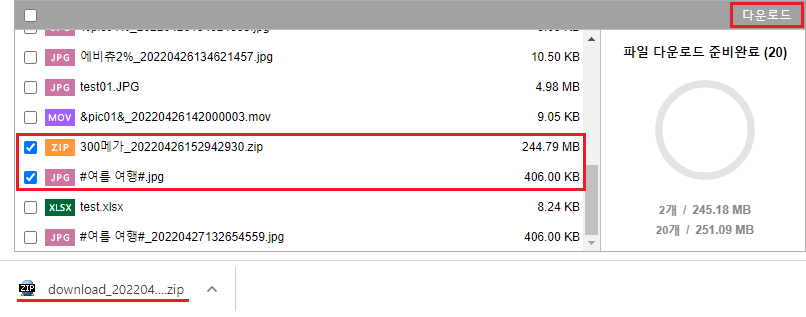 다운로드
파일 다운로드 준비완료 (20)
JPG 에비츄2%_20220426134621457.jpg 10.50 KB
JPG test01.JPG 4.98 MB
MOV &pic01&_20220426142000003.mov 9.05 KB
ZIP 300메가_20220426152942930.zip 244.79 MB
JPG #여름 여행#.jpg 406.00 KB
XLSX test.xlsx 8.24 KB
JPG #여름 여행#_20220427132654559.jpg 406.00 KB
2개 / 245.18 MB
20개 / 251.09 MB
ZIP download_202204....zip